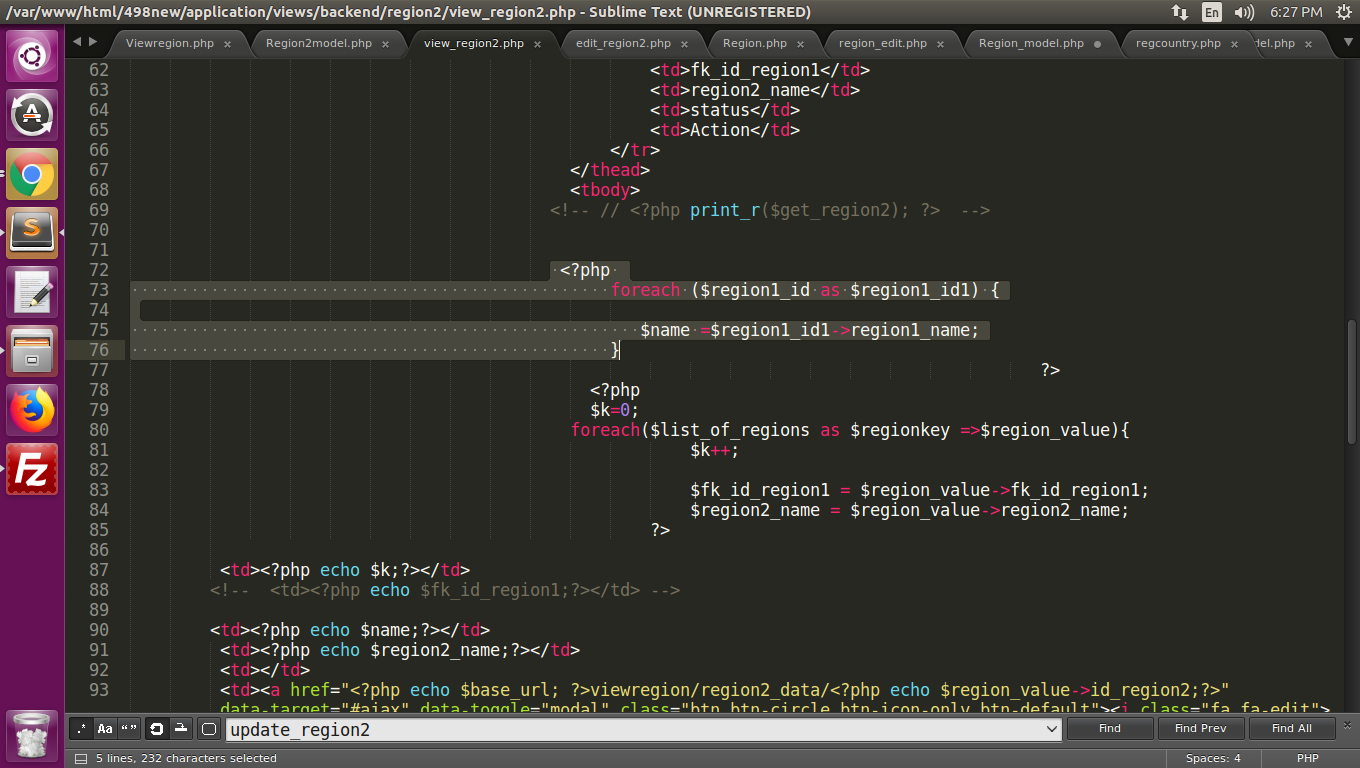 /var/www/html/498new/application/views/backend/region2/view_region2.php - Sublime Text (UNREGISTERED)
En
6:27 PM
Viewregion.php × Region2model.php × view_region2.php × edit_region2.php × Region.php × region_edit.php × Region_model.php ● regcountry.php × del.php ×
62 <td>fk_id_region1</td>
63 <td>region2_name</td>
64 <td>status</td>
65 <td>Action</td>
66 </tr>
67 </thead>
68 <tbody>
69 <!-- // <?php print_r($get_region2); ?>  -->
70
71
72 <?php
73 foreach ($region1_id as $region1_id1) {
74
75 $name =$region1_id1->region1_name;
76 }
77 ?>
78 <?php
79 $k=0;
80 foreach($list_of_regions as $regionkey =>$region_value){
81 $k++;
82
83 $fk_id_region1 = $region_value->fk_id_region1;
84 $region2_name = $region_value->region2_name;
85 ?>
86
87 <td><?php echo $k;?></td>
88 <!--  <td><?php echo $fk_id_region1;?></td> -->
89
90 <td><?php echo $name;?></td>
91 <td><?php echo $region2_name;?></td>
92 <td></td>
93 <td><a href="<?php echo $base_url; ?>viewregion/region2_data/<?php echo $region_value->id_region2;?>"
data-target="#ajax" data-toggle="modal" class="btn btn-circle btn-icon-only btn-default"><i class="fa fa-edit">
.* Aa “” update_region2 Find Find Prev Find All
5 lines, 232 characters selected Spaces: 4 PHP